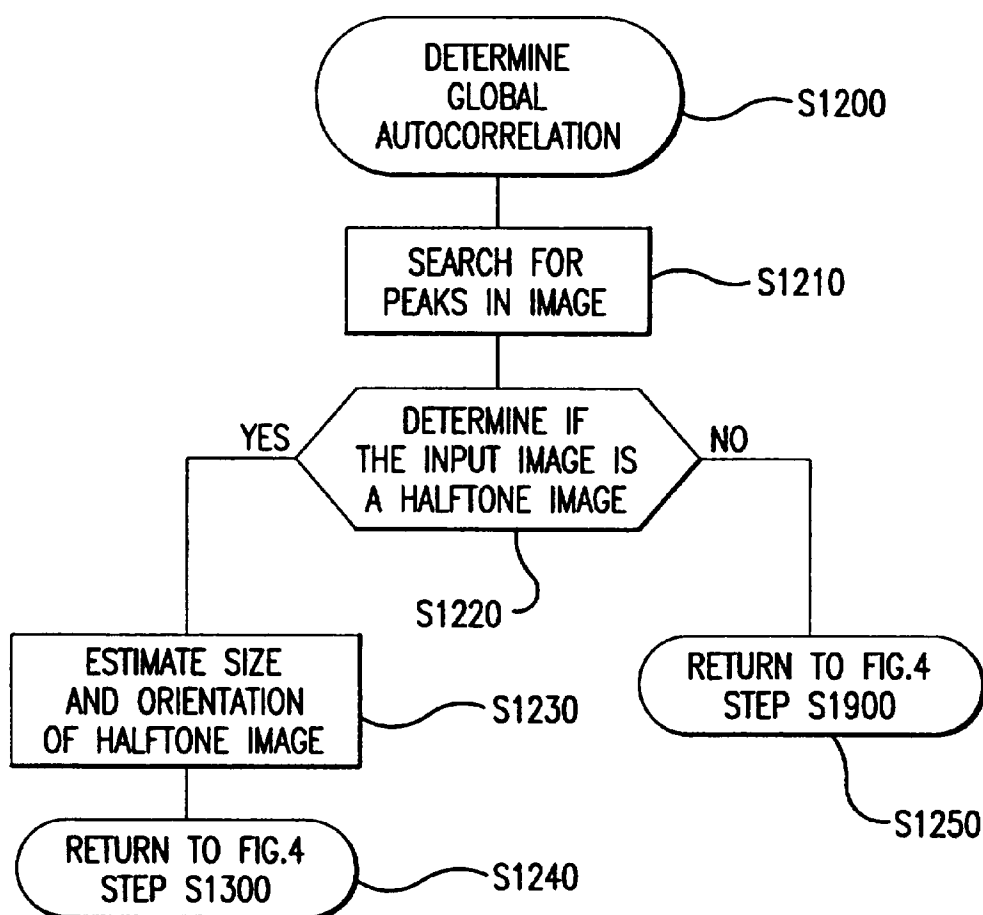 DETERMINE
GLOBAL
AUTOCORRELATION
S1200
SEARCH FOR
PEAKS IN IMAGE
S1210
YES
DETERMINE IF
THE INPUT IMAGE IS
A HALFTONE IMAGE
NO
S1220
ESTIMATE SIZE
AND ORIENTATION
OF HALFTONE IMAGE
S1230
RETURN TO FIG.4
STEP S1900
S1250
RETURN TO FIG.4
STEP S1300
S1240